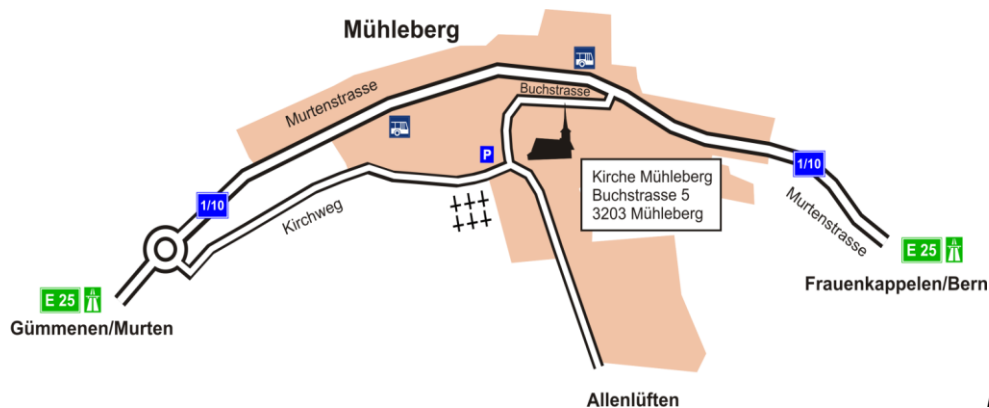 Mühleberg
Murtenstrasse
Buchstrasse
P
1/10
1/10
Kirche Mühleberg
Buchstrasse 5
3203 Mühleberg
Kirchweg
Murtenstrasse
E 25
Frauenkappelen/Bern
E 25
Gümmenen/Murten
Allenlüften